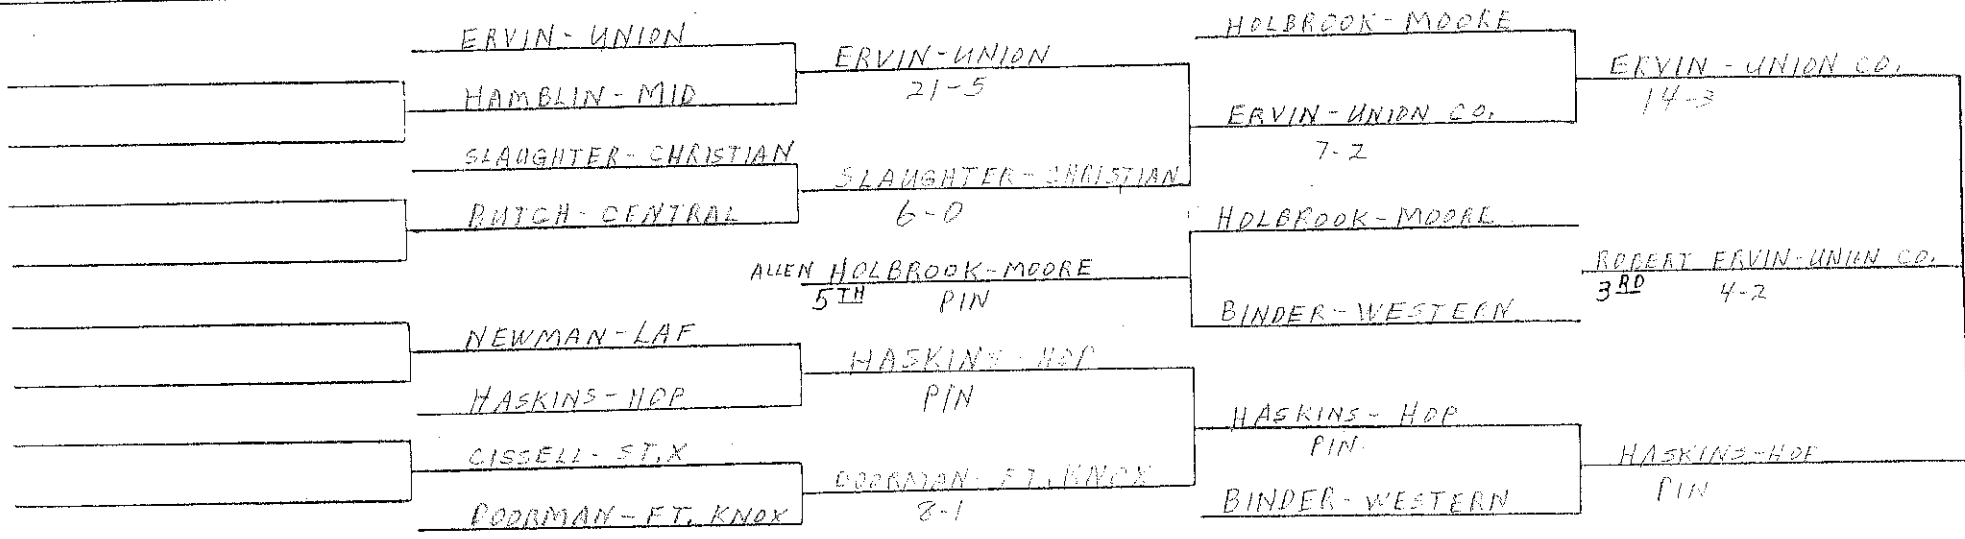 ERVIN - UNION
HAMBLIN - MID
SLAUGHTER - CHRISTIAN
BUTCH - CENTRAL
NEWMAN - LAF
HASKINS - HOP
CISSELL - ST. X
DOORMAN - FT. KNOX
ERVIN - UNION
21-5
SLAUGHTER - CHRISTIAN
6-0
ALLEN HOLBROOK - MOORE
5TH PIN
HASKINS - HOP
PIN
DOORMAN - FT. KNOX
8-1
HOLBROOK - MOORE
ERVIN - UNION CO.
7-2
HOLBROOK - MOORE
BINDER - WESTERN
HASKINS - HOP
PIN
BINDER - WESTERN
ERVIN - UNION CO.
14-3
ROBERT ERVIN - UNION CO.
3RD 4-2
HASKINS - HOP
PIN